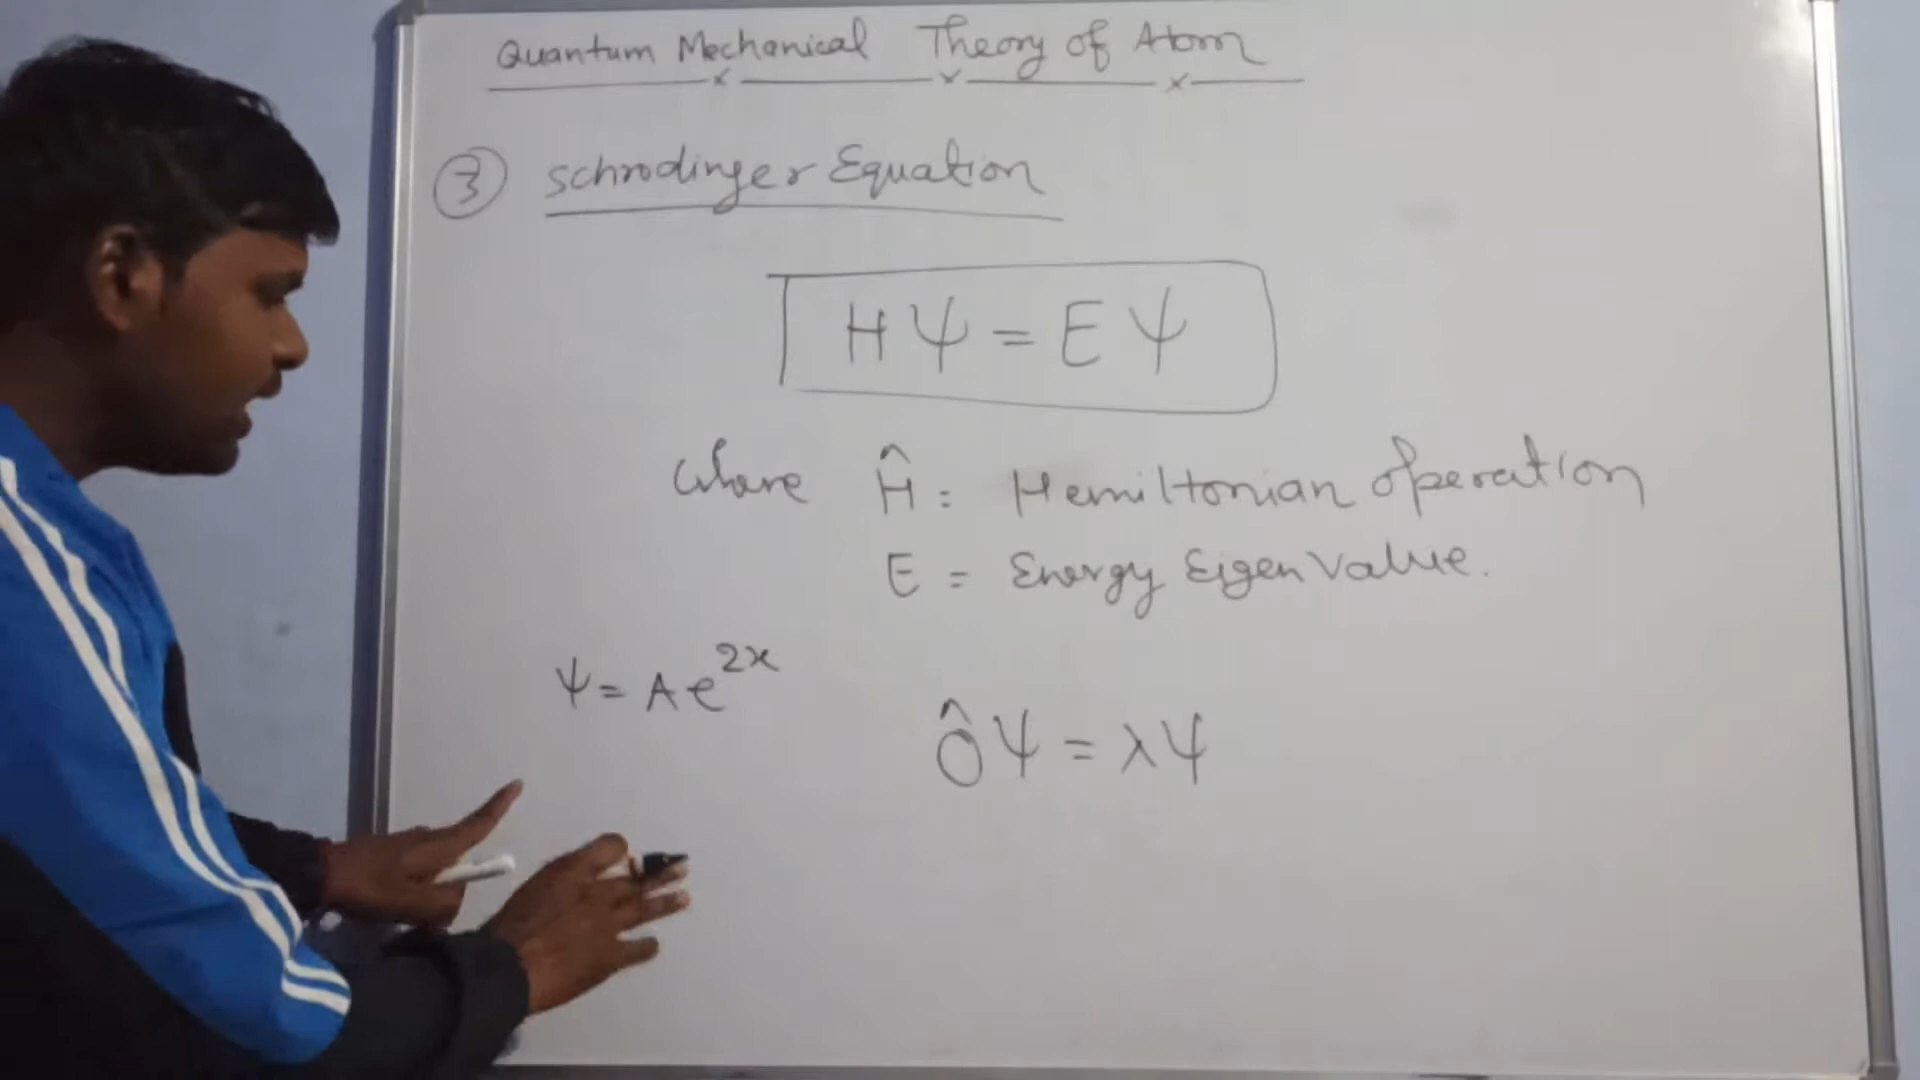 Quantum Mechanical Theory of Atom
③ Schrodinger Equation
HΨ = EΨ
where Ĥ = Hemiltonian operation
E = Energy Eigen Value.
Ψ = Ae^{2x}
ÔΨ = λΨ